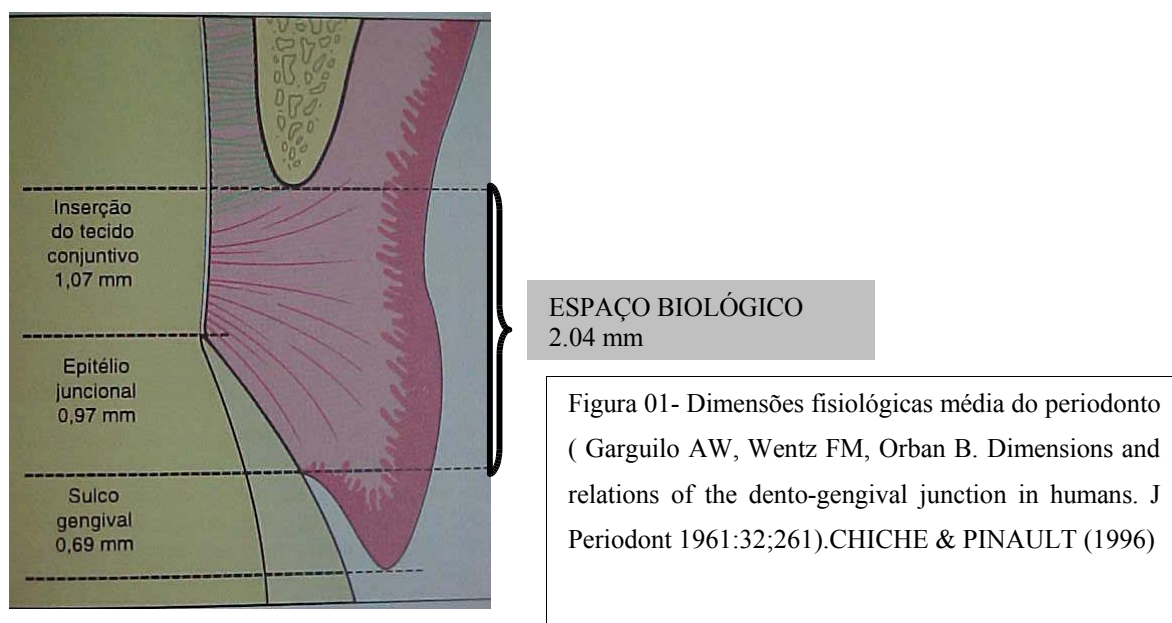 Inserção
do tecido
conjuntivo
1,07 mm
Epitélio
juncional
0,97 mm
Sulco
gengival
0,69 mm
ESPAÇO BIOLÓGICO
2.04 mm
Figura 01- Dimensões fisiológicas média do periodonto
( Garguilo AW, Wentz FM, Orban B. Dimensions and
relations of the dento-gengival junction in humans. J
Periodont 1961:32;261).CHICHE & PINAULT (1996)